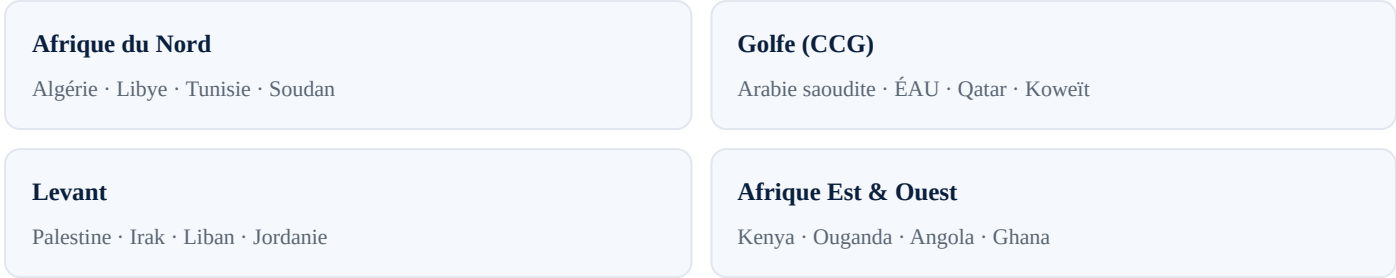 Afrique du Nord
Algérie · Libye · Tunisie · Soudan
Golfe (CCG)
Arabie saoudite · ÉAU · Qatar · Koweït
Levant
Palestine · Irak · Liban · Jordanie
Afrique Est & Ouest
Kenya · Ouganda · Angola · Ghana